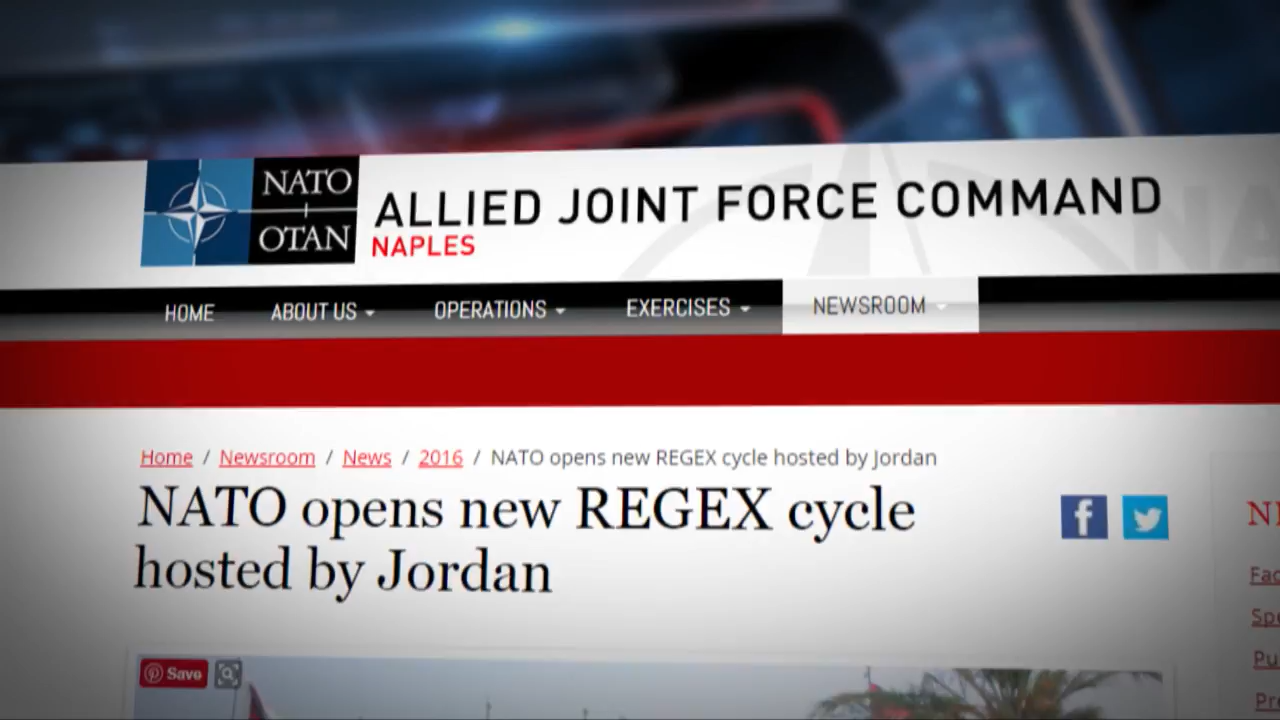 NATO
OTAN
ALLIED JOINT FORCE COMMAND
NAPLES
HOME ABOUT US OPERATIONS EXERCISES NEWSROOM
Home / Newsroom / News / 2016 / NATO opens new REGEX cycle hosted by Jordan
NATO opens new REGEX cycle
hosted by Jordan
Save